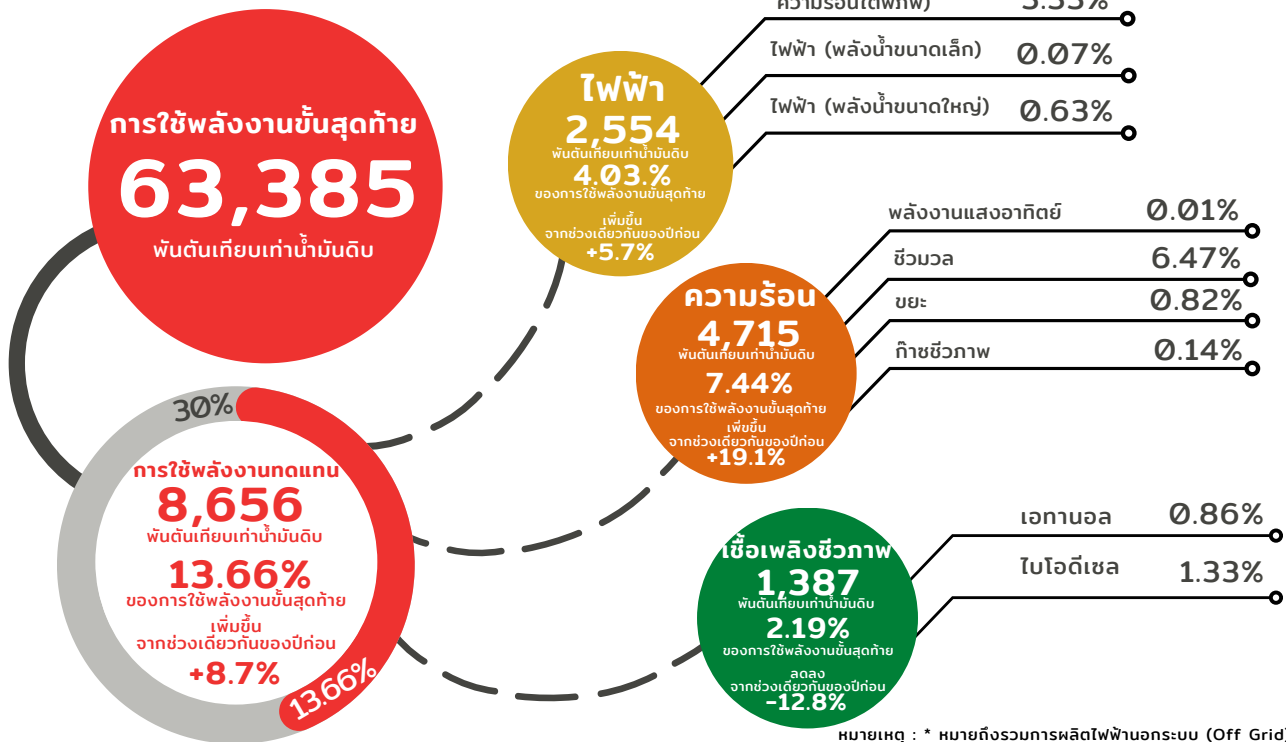 การใช้พลังงานขั้นสุดท้าย
63,385
พันตันเทียบเท่าน้ำมันดิบ
30%
การใช้พลังงานทดแทน
8,656
พันตันเทียบเท่าน้ำมันดิบ
13.66%
ของการใช้พลังงานขั้นสุดท้าย
เพิ่มขึ้น
จากช่วงเดียวกันของปีก่อน
+8.7%
13.66%
ไฟฟ้า
2,554
พันตันเทียบเท่าน้ำมันดิบ
4.03.%
ของการใช้พลังงานขั้นสุดท้าย
เพิ่มขึ้น
จากช่วงเดียวกันของปีก่อน
+5.7%
ความร้อนใต้พิภพ)
ไฟฟ้า (พลังน้ำขนาดเล็ก) 0.07%
ไฟฟ้า (พลังน้ำขนาดใหญ่) 0.63%
ความร้อน
4,715
พันตันเทียบเท่าน้ำมันดิบ
7.44%
ของการใช้พลังงานขั้นสุดท้าย
เพิ่ขขึ้น
จากช่วงเดียวกันของปีก่อน
+19.1%
พลังงานแสงอาทิตย์ 0.01%
ชีวมวล 6.47%
ขยะ 0.82%
ก๊าซชีวภาพ 0.14%
เชื้อเพลิงชีวภาพ
1,387
พันตันเทียบเท่าน้ำมันดิบ
2.19%
ของการใช้พลังงานขั้นสุดท้าย
ลดลง
จากช่วงเดียวกันของปีก่อน
-12.8%
เอทานอล 0.86%
ไบโอดีเซล 1.33%
หมายเหตุ : * หมายถึงรวมการผลิตไฟฟ้านอกระบบ (Off Grid)